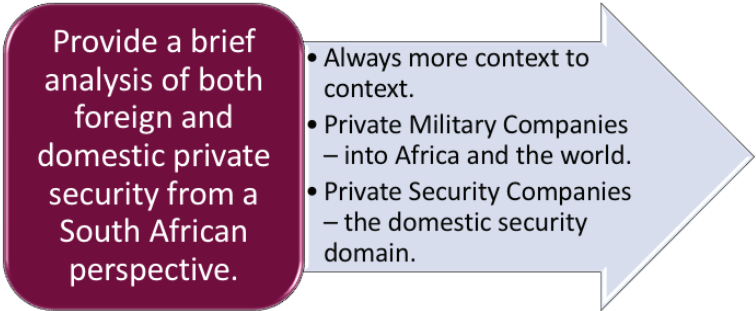 Provide a brief
analysis of both
foreign and
domestic private
security from a
South African
perspective.
• Always more context to
context.
• Private Military Companies
– into Africa and the world.
• Private Security Companies
– the domestic security
domain.